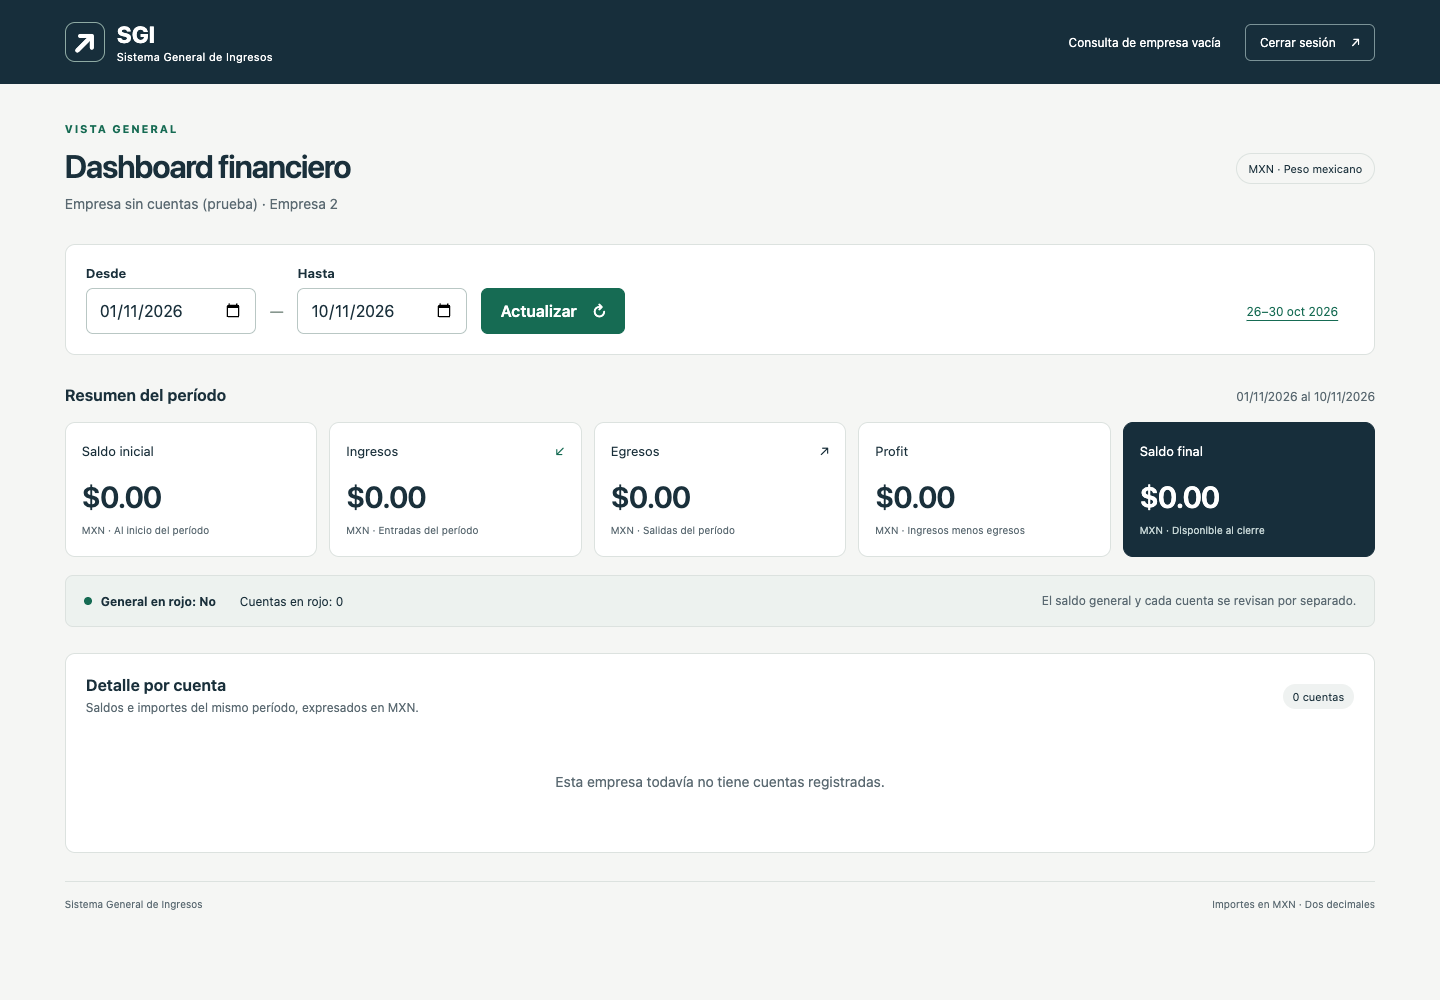 SGI
Sistema General de Ingresos
Consulta de empresa vacía
Cerrar sesión ↗
VISTA GENERAL
Dashboard financiero
MXN · Peso mexicano
Empresa sin cuentas (prueba) · Empresa 2
Desde
Hasta
01/11/2026
—
10/11/2026
Actualizar ↻
26–30 oct 2026
Resumen del período
01/11/2026 al 10/11/2026
Saldo inicial
$0.00
MXN · Al inicio del período
Ingresos ↙
$0.00
MXN · Entradas del período
Egresos ↗
$0.00
MXN · Salidas del período
Profit
$0.00
MXN · Ingresos menos egresos
Saldo final
$0.00
MXN · Disponible al cierre
General en rojo: No
Cuentas en rojo: 0
El saldo general y cada cuenta se revisan por separado.
Detalle por cuenta
Saldos e importes del mismo período, expresados en MXN.
0 cuentas
Esta empresa todavía no tiene cuentas registradas.
Sistema General de Ingresos
Importes en MXN · Dos decimales